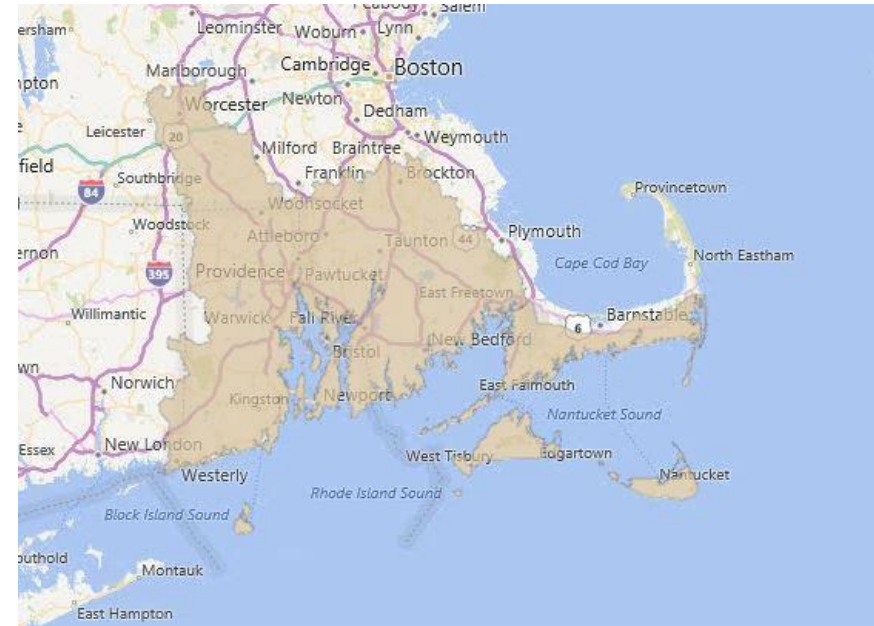 Peabody
Salem
ersham
Leominster
Woburn
Lynn
Marlborough
Cambridge
Boston
npton
Worcester
Newton
Dedham
Leicester
20
Weymouth
Milford
Braintree
field
Franklin
Brockton
Southbridge
84
Provincetown
Woonsocket
Woodstock
Attleboro
Taunton
44
Plymouth
ernon
North Eastham
Cape Cod Bay
395
Providence
Pawtucket
East Freetown
Willimantic
Warwick
Fall River
6
Barnstable
Bristol
New Bedford
wn
Norwich
East Falmouth
Kingston
Newport
Nantucket Sound
Essex
New London
West Tisbury
Edgartown
Westerly
Nantucket
Rhode Island Sound
Block Island Sound
outhold
Montauk
East Hampton